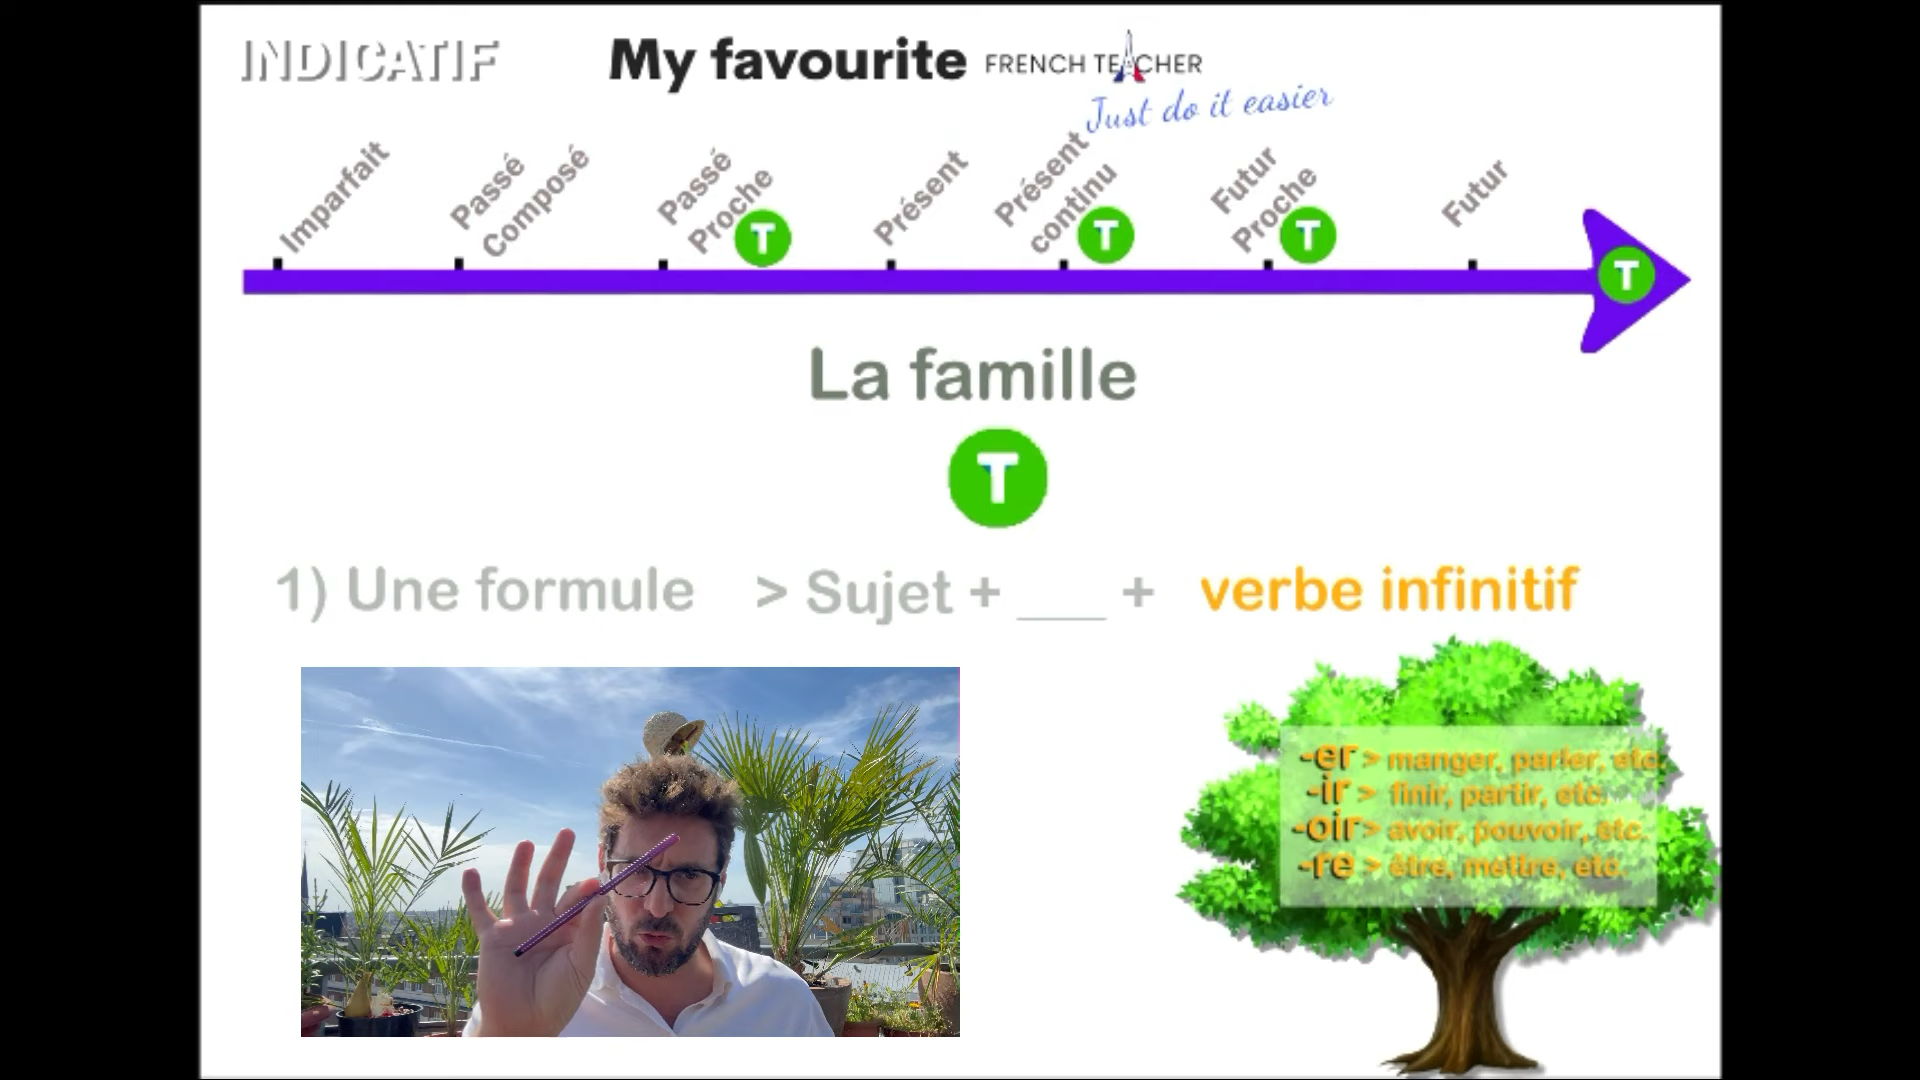 INDICATIF
My favourite FRENCH TEACHER
Just do it easier
Imparfait
Passé
Composé
Passé
Proche
T
Présent
Présent
continu
T
Futur
Proche
T
Futur
T
La famille
T
1) Une formule > Sujet + ___ + verbe infinitif
-er > manger, parler, etc.
-ir > finir, partir, etc.
-oir> avoir, pouvoir, etc.
-re > être, mettre, etc.